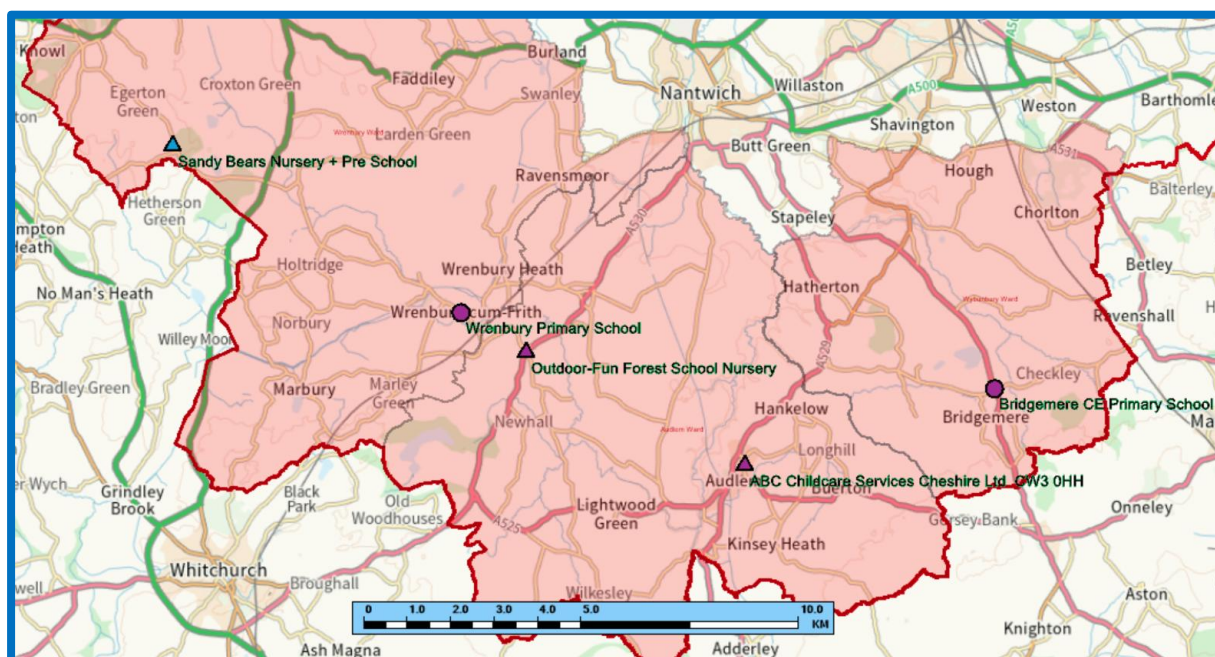 Knowl
Burland
Croxton Green
Faddiley
Nantwich
Willaston
A500
Weston
Barthomle
Egerton
Green
Swanley
Shavington
Wrenbury Ward
Larden Green
Butt Green
A531
Sandy Bears Nursery + Pre School
Ravensmoor
Hough
Balterley
Hetherson
Green
Stapeley
Chorlton
mpton
Heath
A530
Betley
Holtridge
Wrenbury Heath
Hatherton
No Man's Heath
Wybunbury Ward
Ravenshall
Wrenbury Primary School
Norbury
Willey Moor
A529
Outdoor-Fun Forest School Nursery
Checkley
Bradley Green
Marbury
Marley
Green
Bridgemere CE Primary School
Hankelow
Bridgemere
Newhall
Audlem Ward
Longhill
ABC Childcare Services Cheshire Ltd CW3 0HH
er Wych
Grindley
Brook
Black
Park
Old
Woodhouses
Lightwood
Green
Buerton
Onneley
A525
Gorsey Bank
Kinsey Heath
Whitchurch
Broughall
Wilkesley
Aston
0 1.0 2.0 3.0 4.0 5.0 10.0
KM
Knighton
Ash Magna
Adderley